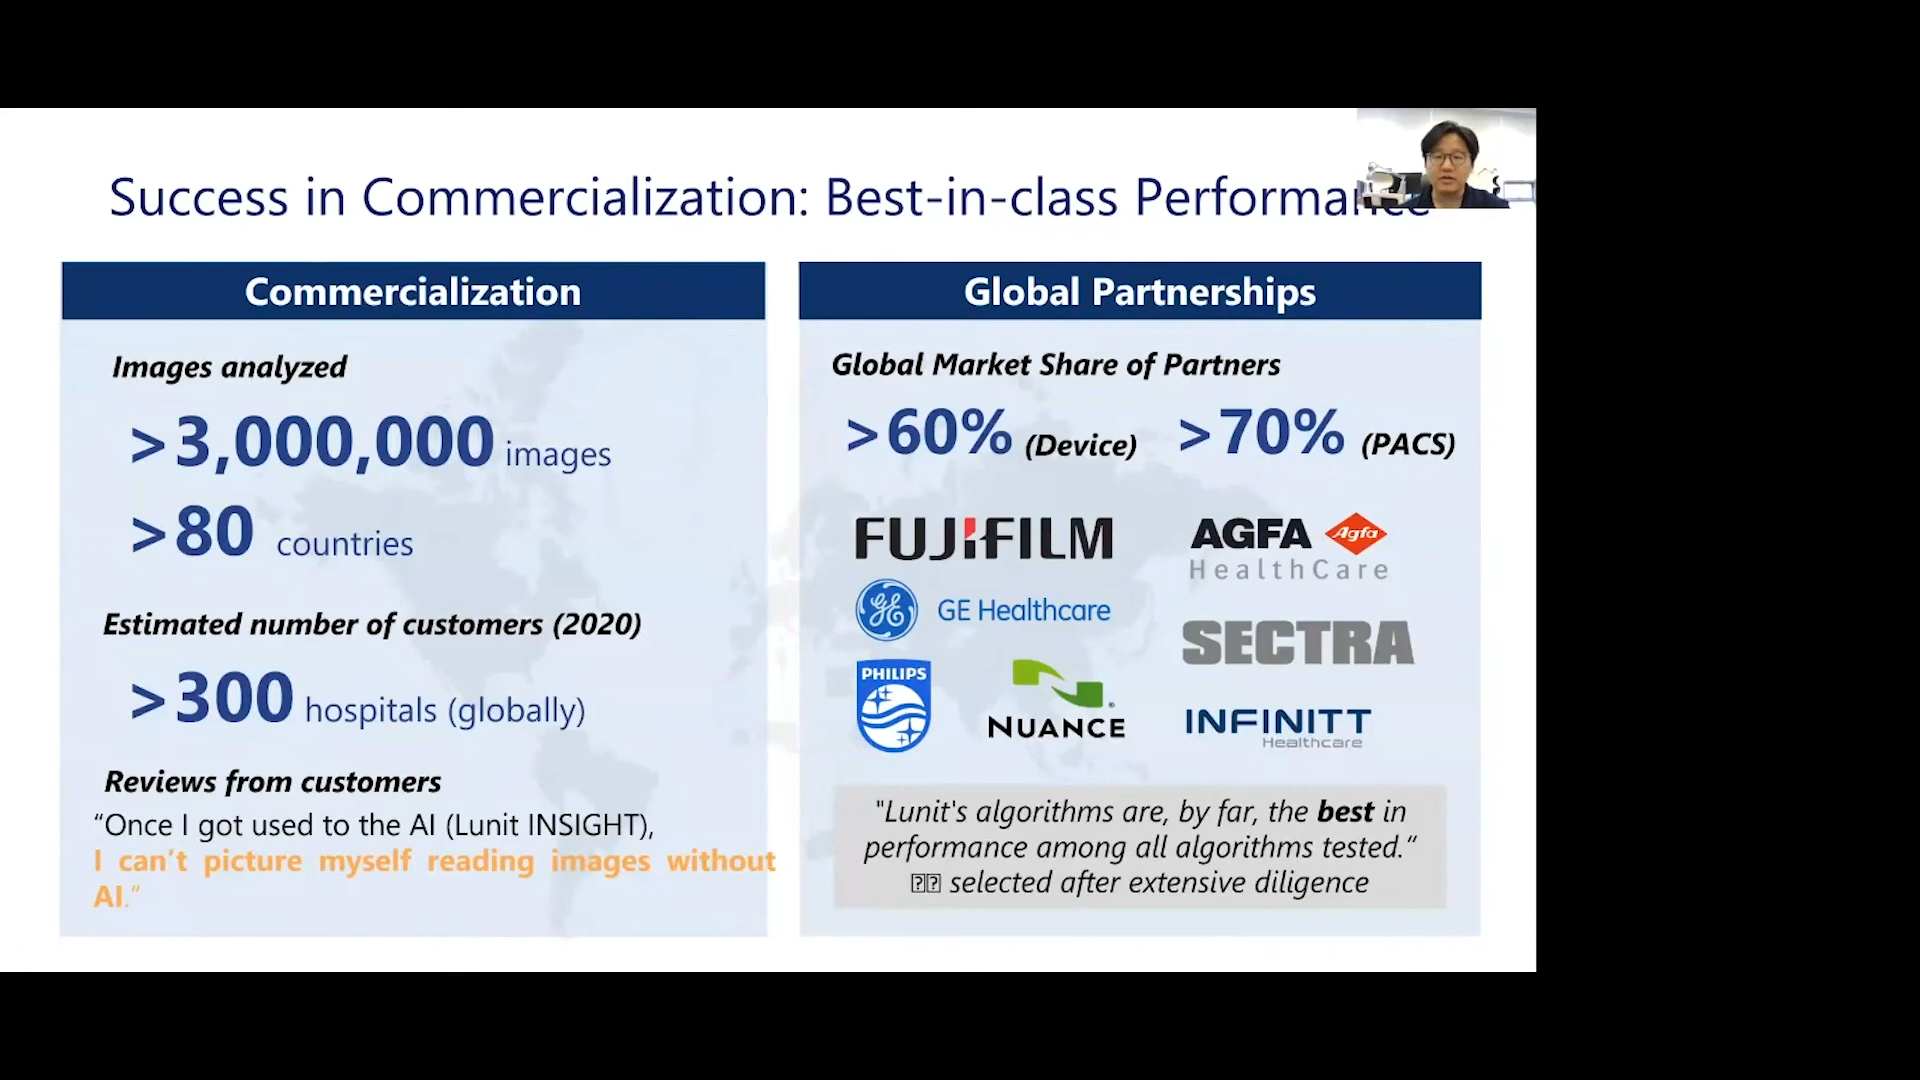 Success in Commercialization: Best-in-class Performance
Commercialization
Images analyzed
>3,000,000 images
>80 countries
Estimated number of customers (2020)
>300 hospitals (globally)
Reviews from customers
“Once I got used to the AI (Lunit INSIGHT),
I can’t picture myself reading images without
AI.”
Global Partnerships
Global Market Share of Partners
>60% (Device) >70% (PACS)
FUJIFILM
GE Healthcare
PHILIPS
NUANCE
AGFA Agfa
HealthCare
SECTRA
INFINITT
Healthcare
"Lunit's algorithms are, by far, the best in
performance among all algorithms tested.“
⍰⍰ selected after extensive diligence